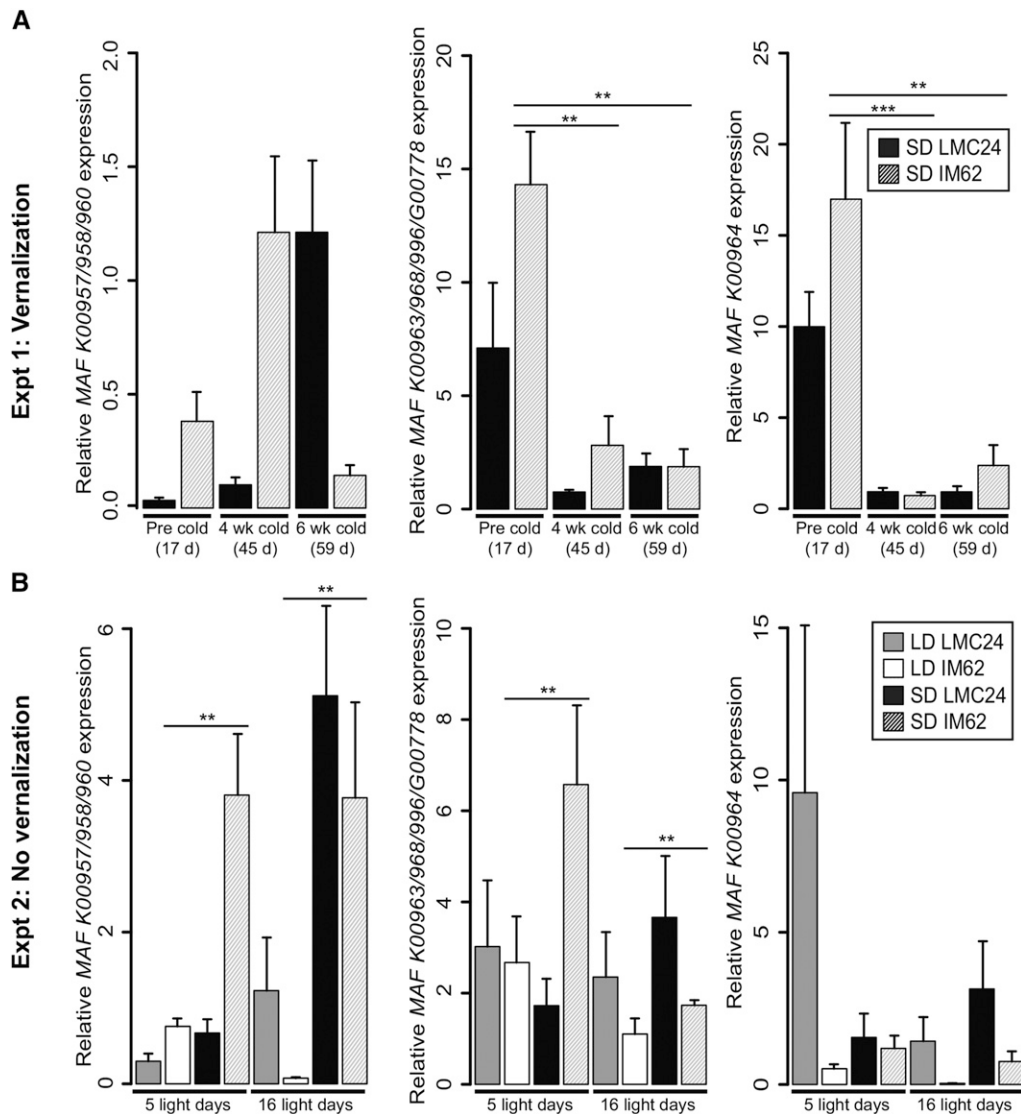 A
Expt 1: Vernalization
Relative MAF K00957/958/960 expression
2.0
1.5
1.0
0.5
0.0
Pre cold 4 wk cold 6 wk cold
(17 d) (45 d) (59 d)
Relative MAF K00963/968/996/G00778 expression
20
15
10
5
0
**
**
Pre cold 4 wk cold 6 wk cold
(17 d) (45 d) (59 d)
Relative MAF K00964 expression
25
20
15
10
5
0
**
***
SD LMC24
SD IM62
Pre cold 4 wk cold 6 wk cold
(17 d) (45 d) (59 d)
B
Expt 2: No vernalization
Relative MAF K00957/958/960 expression
6
4
2
0
**
**
5 light days 16 light days
Relative MAF K00963/968/996/G00778 expression
10
8
6
4
2
0
**
**
5 light days 16 light days
Relative MAF K00964 expression
15
10
5
0
LD LMC24
LD IM62
SD LMC24
SD IM62
5 light days 16 light days